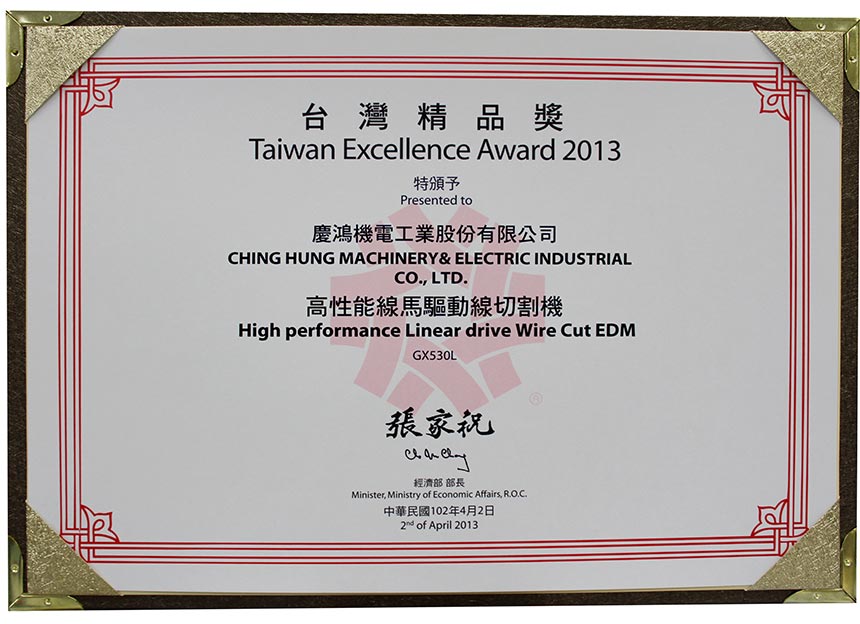 台灣精品獎
Taiwan Excellence Award 2013
特頒予
Presented to
慶鴻機電工業股份有限公司
CHING HUNG MACHINERY& ELECTRIC INDUSTRIAL
CO., LTD.
高性能線馬驅動線切割機
High performance Linear drive Wire Cut EDM
GX530L
®
張家祝
經濟部 部長
Minister, Ministry of Economic Affairs, R.O.C.
中華民國102年4月2日
2nd of April 2013